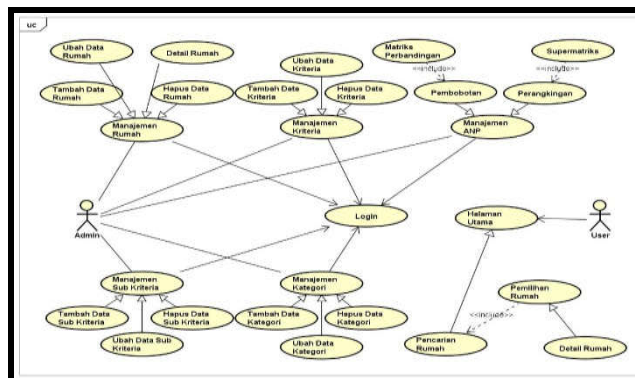 uc
Ubah Data
Rumah
Detail Rumah
Tambah Data
Rumah
Hapus Data
Rumah
Manajemen
Rumah
Ubah Data
Kriteria
Tambah Data
Kriteria
Hapus Data
Kriteria
Manajemen
Kriteria
Matriks
Perbandingan
<<include>>
Pembobotan
Supermatriks
<<include>>
Perangkingan
Manajemen
ANP
Admin
Login
Halaman
Utama
User
Manajemen
Sub Kriteria
Tambah Data
Sub Kriteria
Hapus Data
Sub Kriteria
Ubah Data Sub
Kriteria
Manajemen
Kategori
Tambah Data
Kategori
Hapus Data
Kategori
Ubah Data
Kategori
Pemilihan
Rumah
<<include>>
Pencarian
Rumah
Detail Rumah